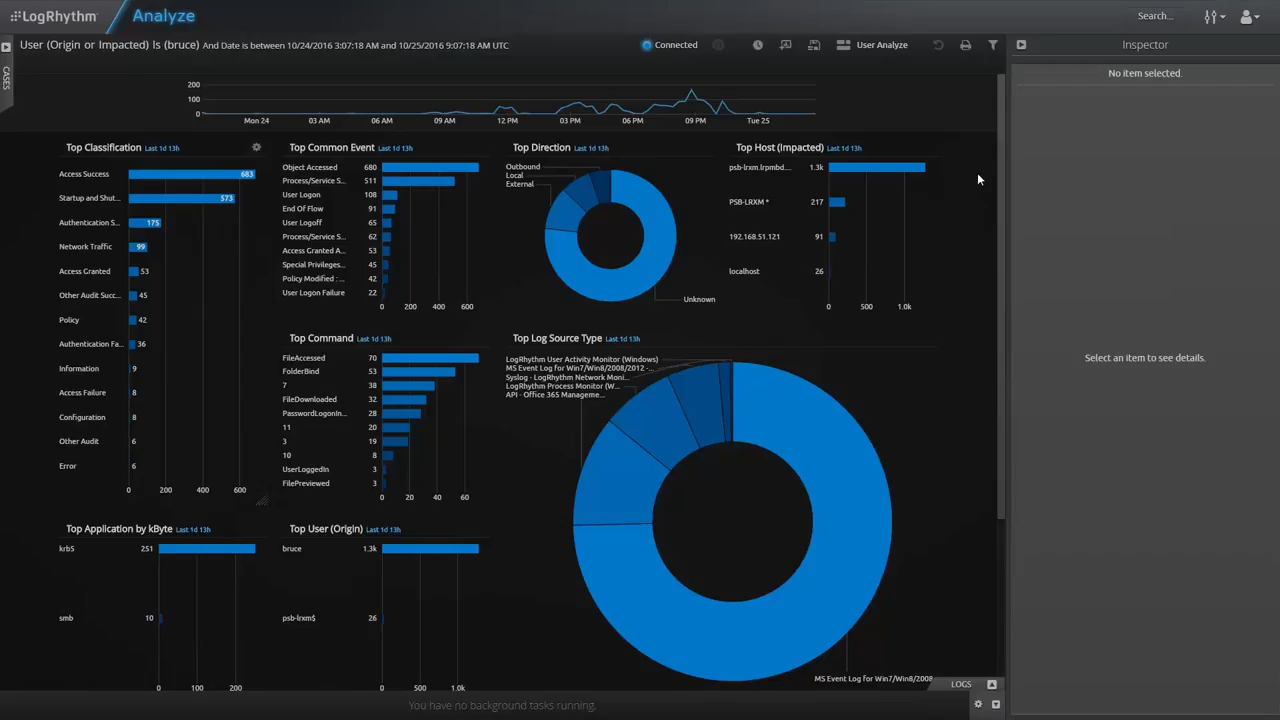 LogRhythm
Analyze
Search...
User (Origin or Impacted) Is (bruce) And Date is between 10/24/2016 3:07:18 AM and 10/25/2016 9:07:18 AM UTC
Connected
User Analyze
Inspector
CASES
No item selected.
Select an item to see details.
200
100
0
Mon 24 03 AM 06 AM 09 AM 12 PM 03 PM 06 PM 09 PM Tue 25
Top Classification Last 1d 13h
Access Success 683
Startup and Shut... 573
Authentication S... 175
Network Traffic 99
Access Granted 53
Other Audit Succ... 45
Policy 42
Authentication Fa... 36
Information 9
Access Failure 8
Configuration 8
Other Audit 6
Error 6
0 200 400 600
Top Common Event Last 1d 13h
Object Accessed 680
Process/Service S... 511
User Logon 108
End Of Flow 91
User Logoff 65
Process/Service S... 62
Access Granted A... 53
Special Privileges... 45
Policy Modified : ... 42
User Logon Failure 22
0 200 400 600
Top Direction Last 1d 13h
Outbound
Local
External
Unknown
Top Host (Impacted) Last 1d 13h
psb-lrxm.lrpmbd... 1.3k
PSB-LRXM * 217
192.168.51.121 91
localhost 26
0 500 1.0k
Top Command Last 1d 13h
FileAccessed 70
FolderBind 53
7 38
FileDownloaded 32
PasswordLogonIn... 28
11 20
3 19
10 8
UserLoggedIn 3
FilePreviewed 3
0 20 40 60
Top Log Source Type Last 1d 13h
LogRhythm User Activity Monitor (Windows)
MS Event Log for Win7/Win8/2008/2012 -...
Syslog - LogRhythm Network Moni...
LogRhythm Process Monitor (W...
API - Office 365 Manageme...
MS Event Log for Win7/Win8/2008
Top Application by kByte Last 1d 13h
krb5 251
smb 10
0 100 200
Top User (Origin) Last 1d 13h
bruce 1.3k
psb-lrxm$ 26
0 500 1.0k
LOGS
You have no background tasks running.